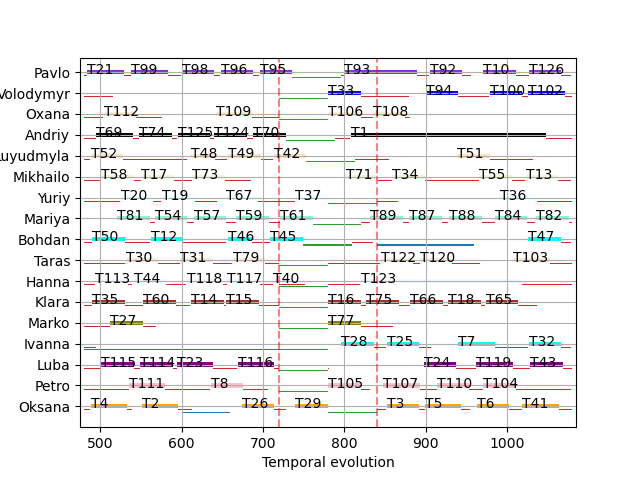 Pavlo T21 T99 T98 T96 T95 T93 T92 T10 T126
Volodymyr T33 T94 T100 T102
Oxana T112 T109 T106 T108
Andriy T69 T74 T125 T124 T70 T1
Luyudmyla T52 T48 T49 T42 T51
Mikhailo T58 T17 T73 T71 T34 T55 T13
Yuriy T20 T19 T67 T37 T36
Mariya T81 T54 T57 T59 T61 T89 T87 T88 T84 T82
Bohdan T50 T12 T46 T45 T47
Taras T30 T31 T79 T122 T120 T103
Hanna T113 T44 T118 T117 T40 T123
Klara T35 T60 T14 T15 T16 T75 T66 T18 T65
Marko T27 T77
Ivanna T28 T25 T7 T32
Luba T115 T114 T23 T116 T24 T119 T43
Petro T111 T8 T105 T107 T110 T104
Oksana T4 T2 T26 T29 T3 T5 T6 T41
500 600 700 800 900 1000
Temporal evolution